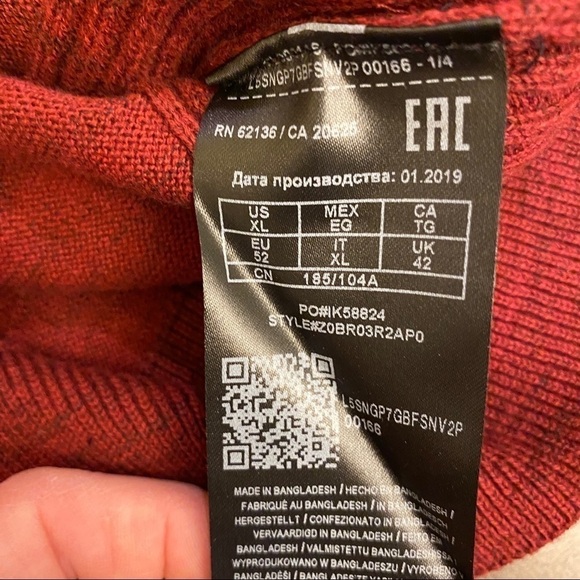 L5SNGP7GBFSNV2P 00166 - 1/4
RN 62136 / CA 20626
EAC
Дата производства: 01.2019
US MEX CA
XL EG TG
EU IT UK
52 XL 42
CN 185/104A
PO#IK58824
STYLE#Z0BR03R2AP0
L5SNGP7GBFSNV2P
00166
MADE IN BANGLADESH / HECHO EN BANGLADESH /
FABRIQUÉ AU BANGLADESH / IN BANGLADESH
HERGESTELLT / CONFEZIONATO IN BANGLADESH /
VERVAARDIGD IN BANGLADESH / FEITO EM
BANGLADESH / VALMISTETTU BANGLADESHISSA /
WYPRODUKOWANO W BANGLADESZU / VYROBENO